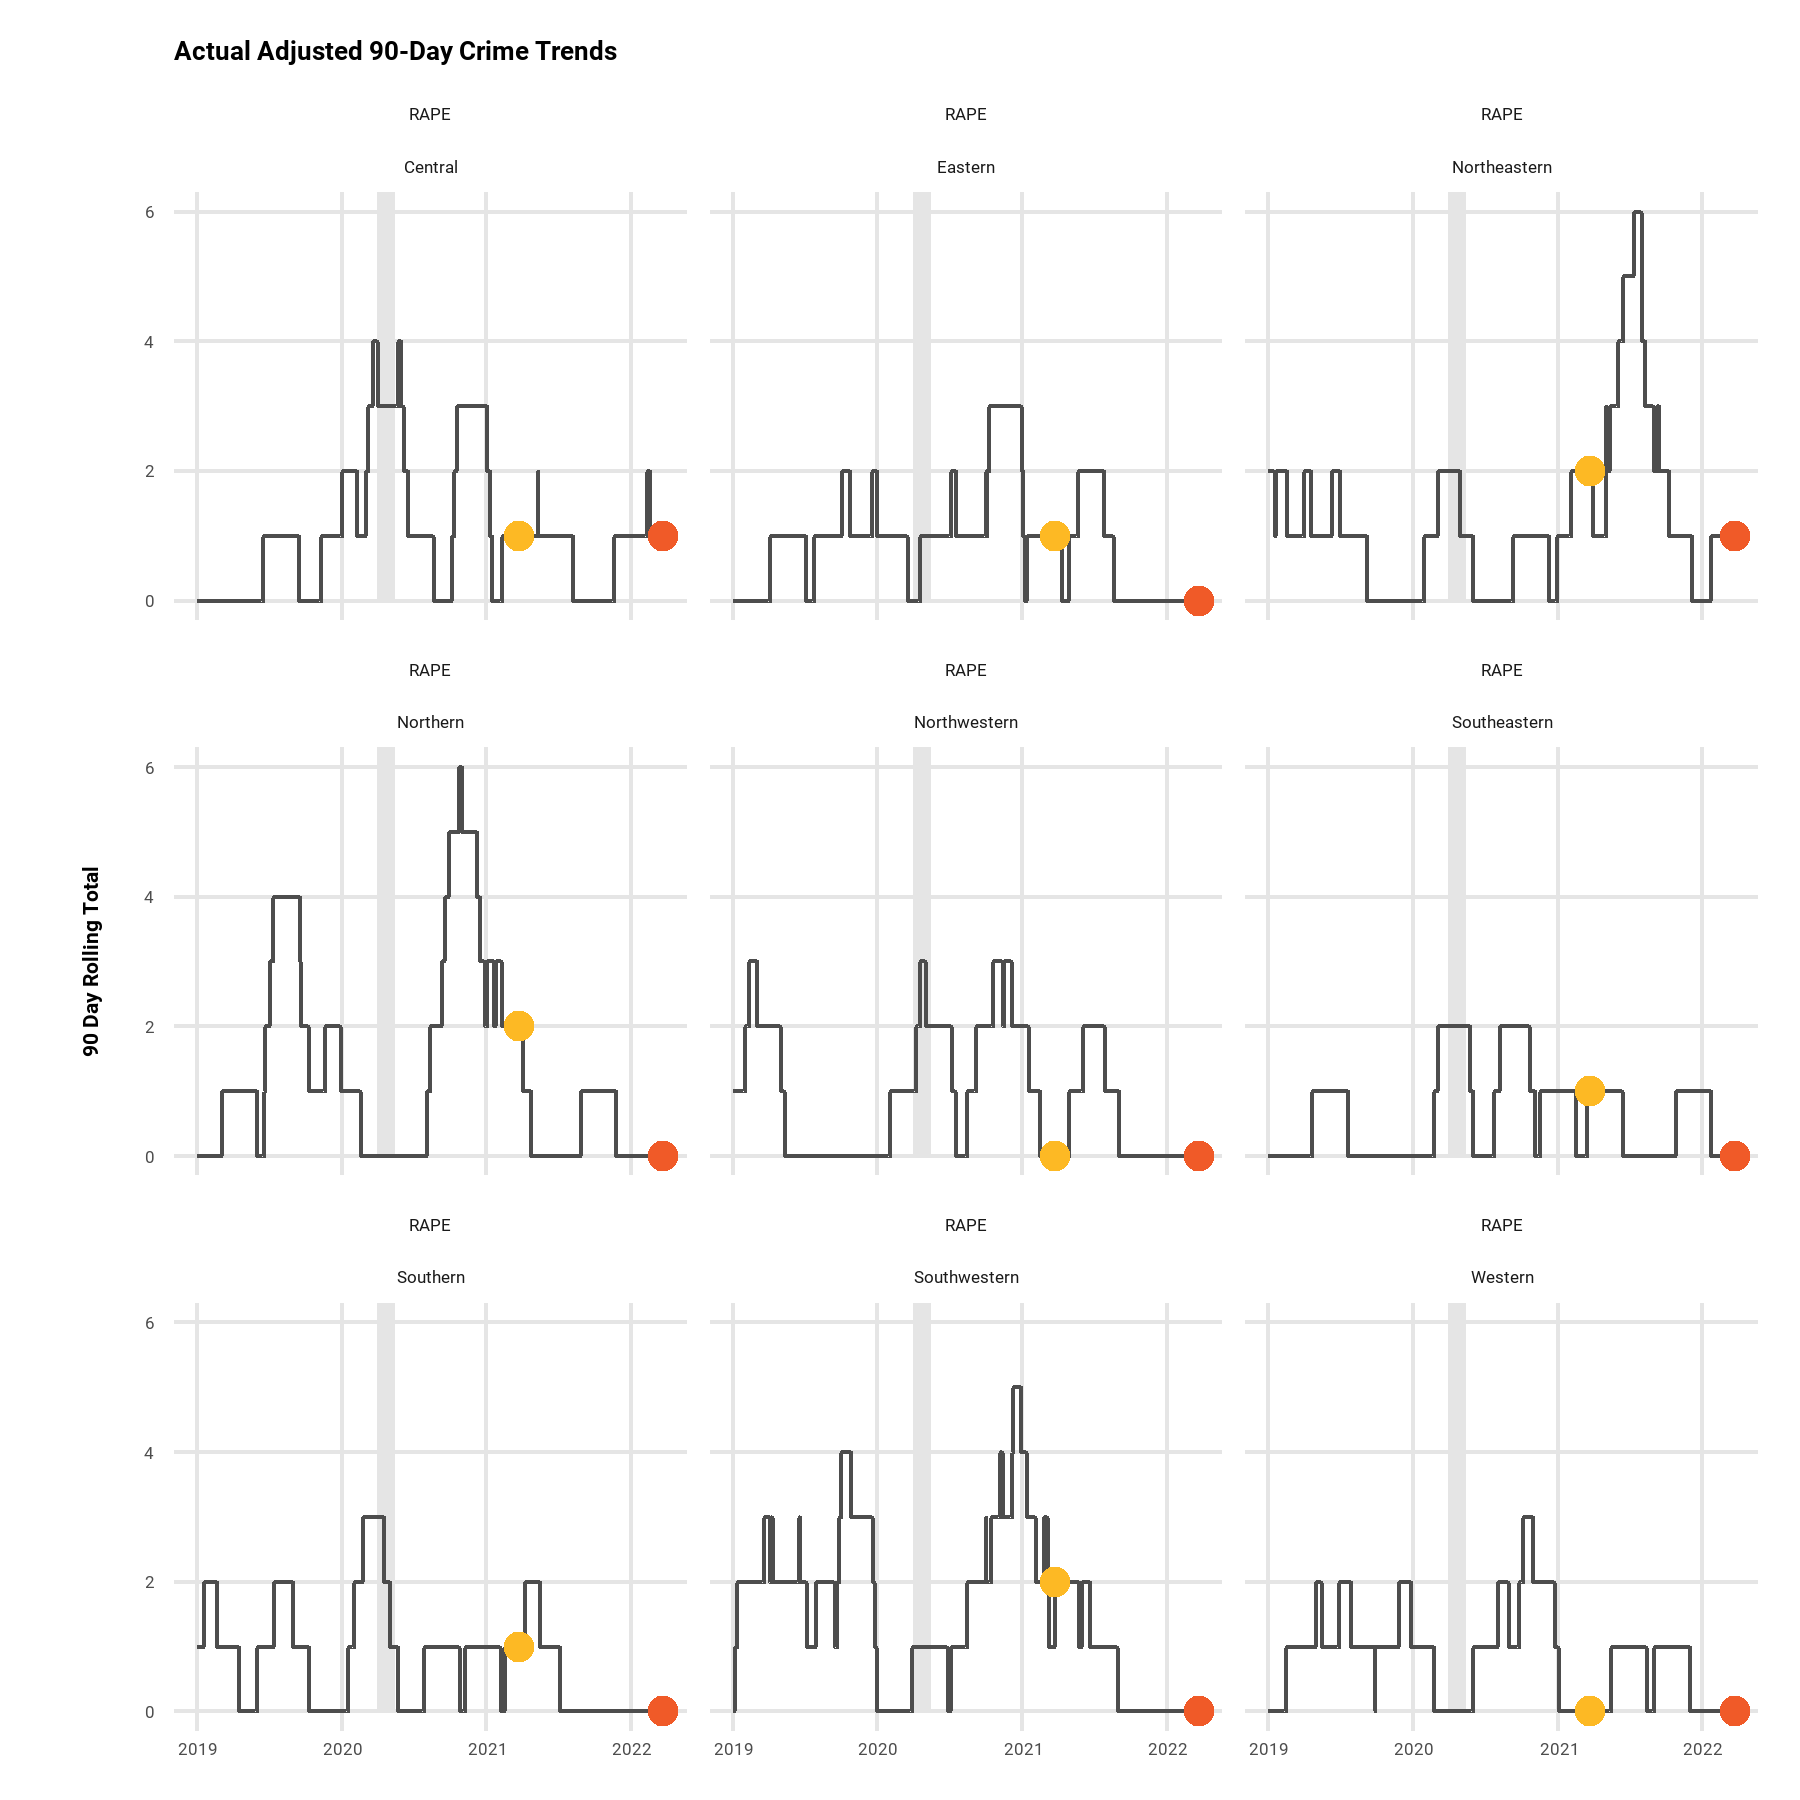 Actual Adjusted 90-Day Crime Trends
RAPE
RAPE
RAPE
Central
Eastern
Northeastern
6
4
2
0
RAPE
RAPE
RAPE
Northern
Northwestern
Southeastern
6
4
2
0
90 Day Rolling Total
RAPE
RAPE
RAPE
Southern
Southwestern
Western
6
4
2
0
2019 2020 2021 2022
2019 2020 2021 2022
2019 2020 2021 2022